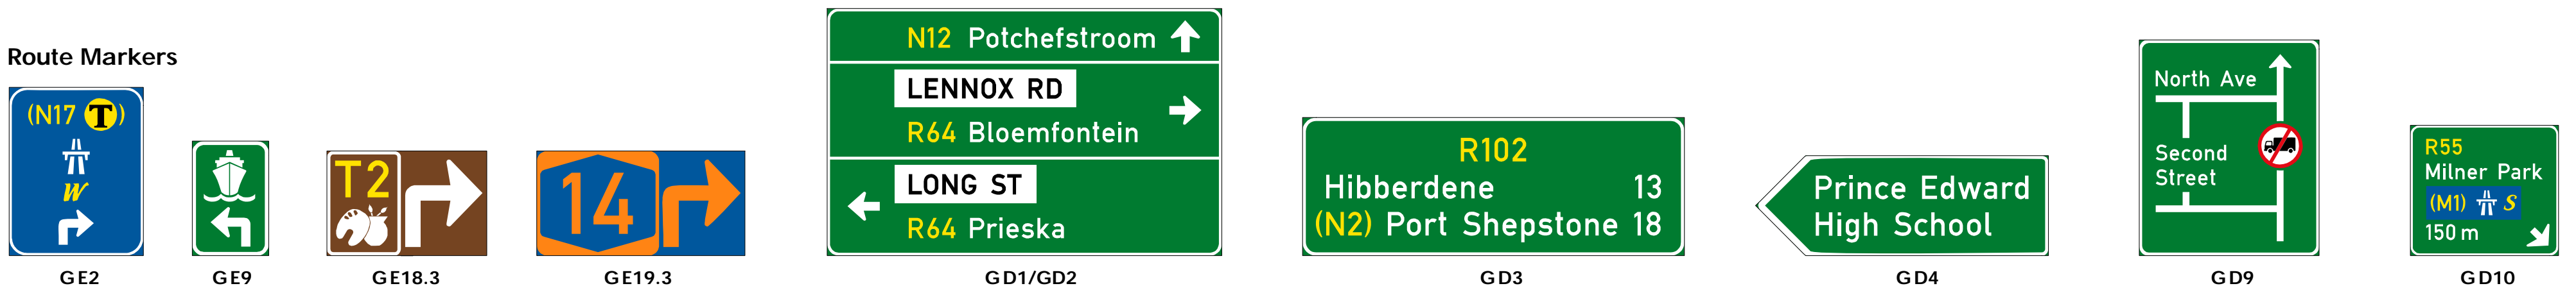 Route Markers
(N17 T)
W
GE2
GE9
T2
GE18.3
14
GE19.3
N12 Potchefstroom
LENNOX RD
R64 Bloemfontein
LONG ST
R64 Prieska
GD1/GD2
R102
Hibberdene 13
(N2) Port Shepstone 18
GD3
Prince Edward
High School
GD4
North Ave
Second
Street
GD9
R55
Milner Park
(M1) S
150 m
GD10